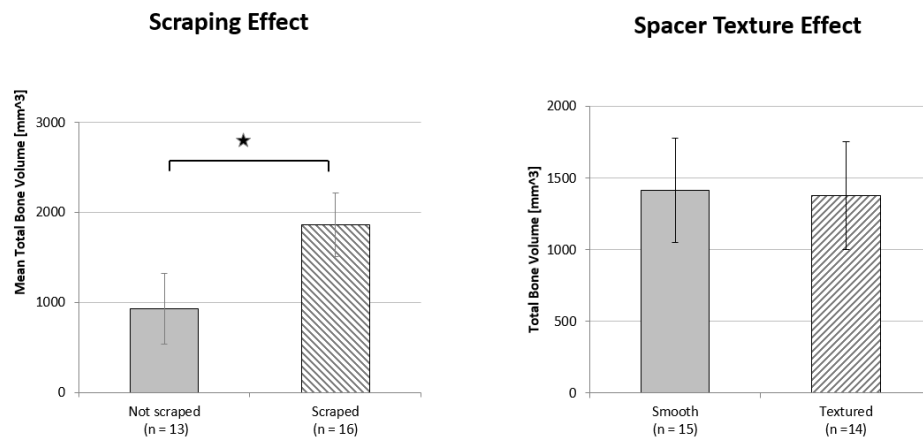 Scraping Effect
Mean Total Bone Volume [mm^3]
3000
2000
1000
0
★
Not scraped
(n = 13)
Scraped
(n = 16)
Spacer Texture Effect
Total Bone Volume [mm^3]
2000
1500
1000
500
0
Smooth
(n = 15)
Textured
(n =14)